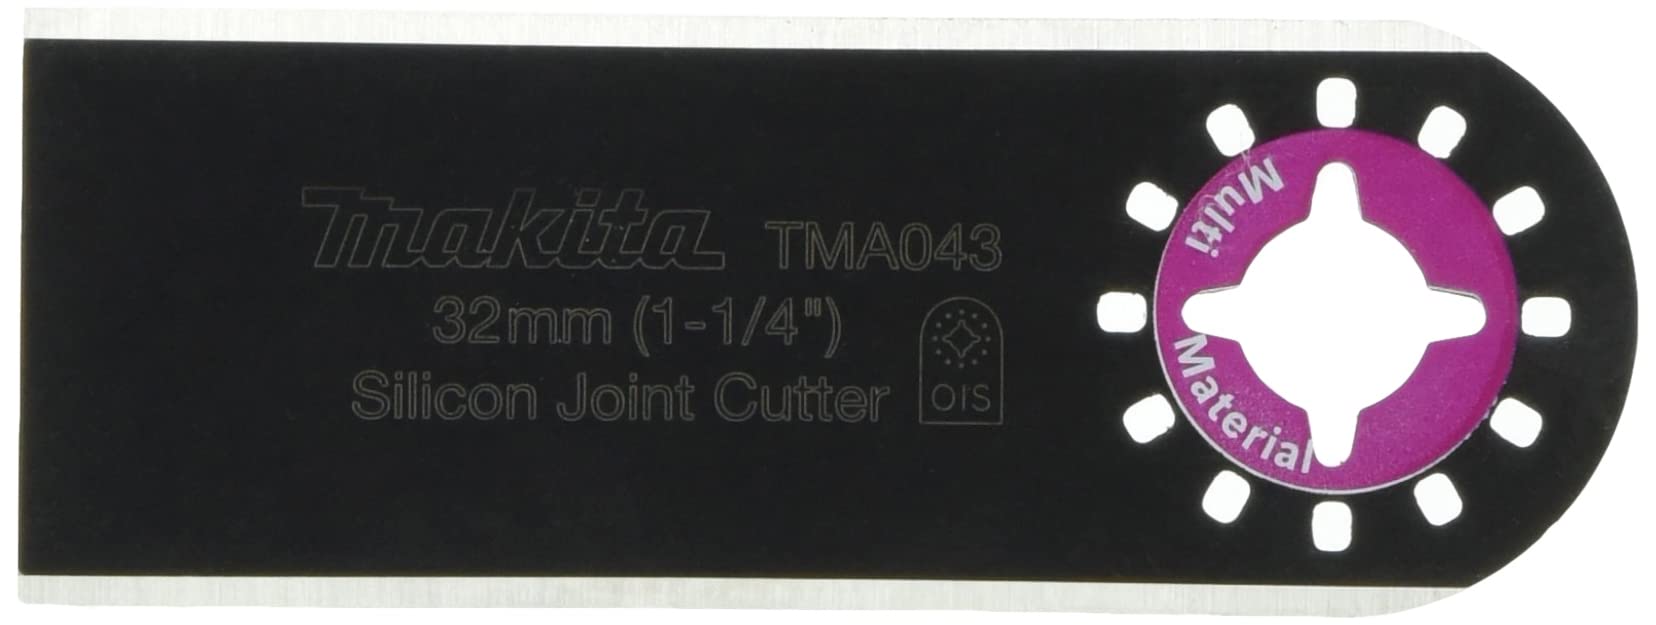 Makita TMA043
32mm (1-1/4")
Silicon Joint Cutter
OIS
Multi
Material